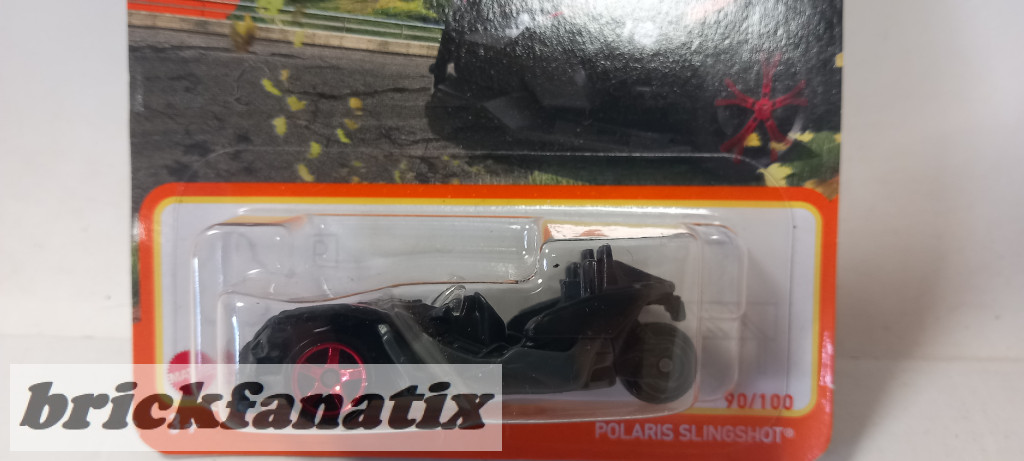 90/100
brickfanatix
POLARIS SLINGSHOT®